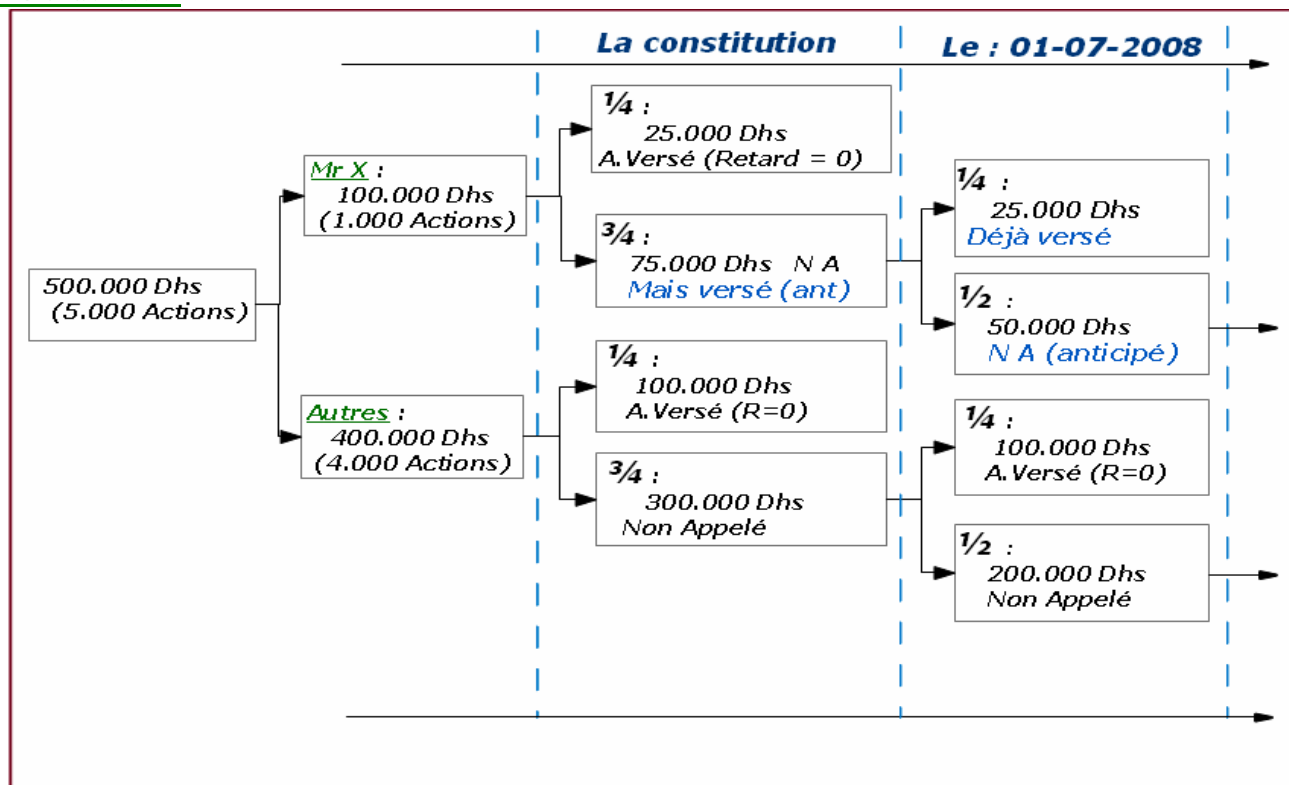 La constitution
Le : 01-07-2008
500.000 Dhs
(5.000 Actions)
Mr X :
100.000 Dhs
(1.000 Actions)
Autres :
400.000 Dhs
(4.000 Actions)
¼ :
25.000 Dhs
A.Versé (Retard = 0)
¾ :
75.000 Dhs N A
Mais versé (ant)
¼ :
100.000 Dhs
A.Versé (R=0)
¾ :
300.000 Dhs
Non Appelé
¼ :
25.000 Dhs
Déjà versé
½ :
50.000 Dhs
N A (anticipé)
¼ :
100.000 Dhs
A.Versé (R=0)
½ :
200.000 Dhs
Non Appelé